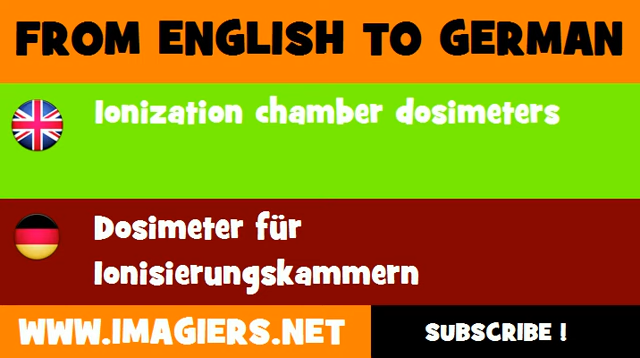 FROM ENGLISH TO GERMAN
Ionization chamber dosimeters
Dosimeter für
Ionisierungskammern
WWW.IMAGIERS.NET
SUBSCRIBE !